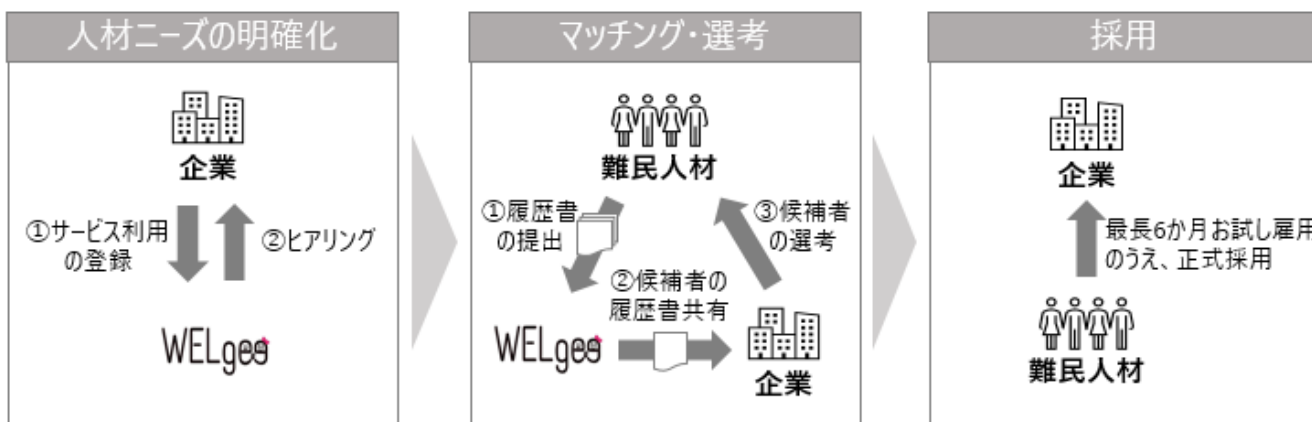 人材ニーズの明確化
企業
①サービス利用
の登録
②ヒアリング
WELgee
マッチング・選考
難民人材
①履歴書
の提出
③候補者
の選考
②候補者の
履歴書共有
WELgee
企業
採用
企業
最長6か月お試し雇用
のうえ、正式採用
難民人材